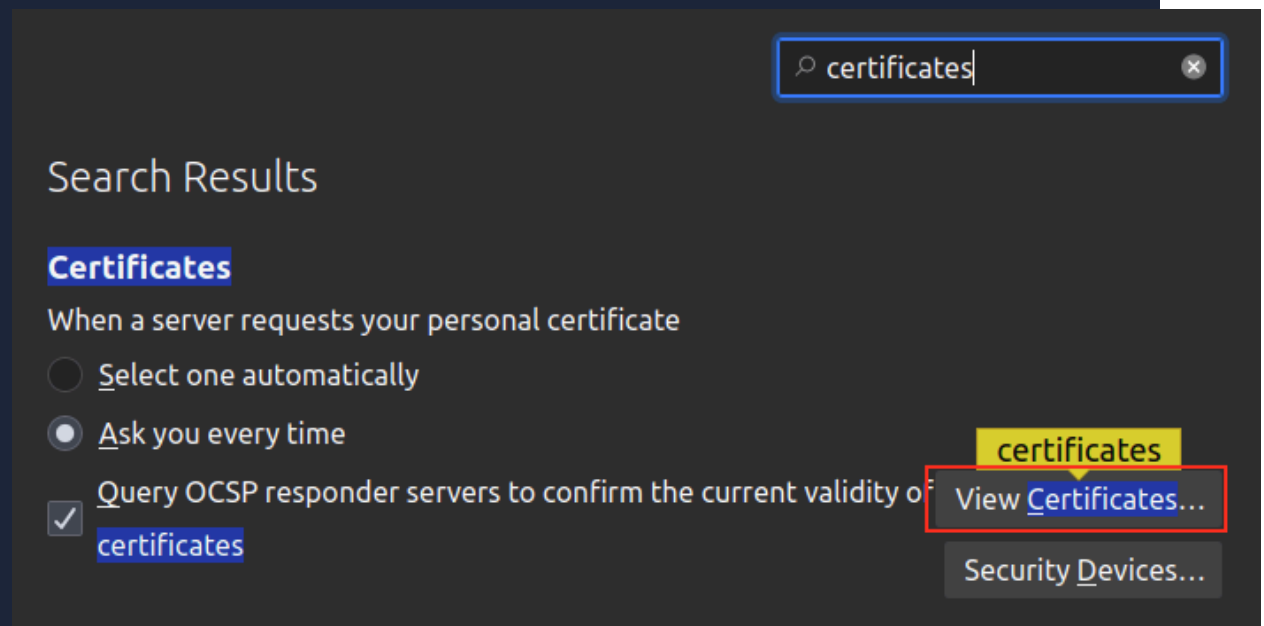 certificates
Search Results
Certificates
When a server requests your personal certificate
Select one automatically
Ask you every time
certificates
Query OCSP responder servers to confirm the current validity of
certificates
View Certificates...
Security Devices...